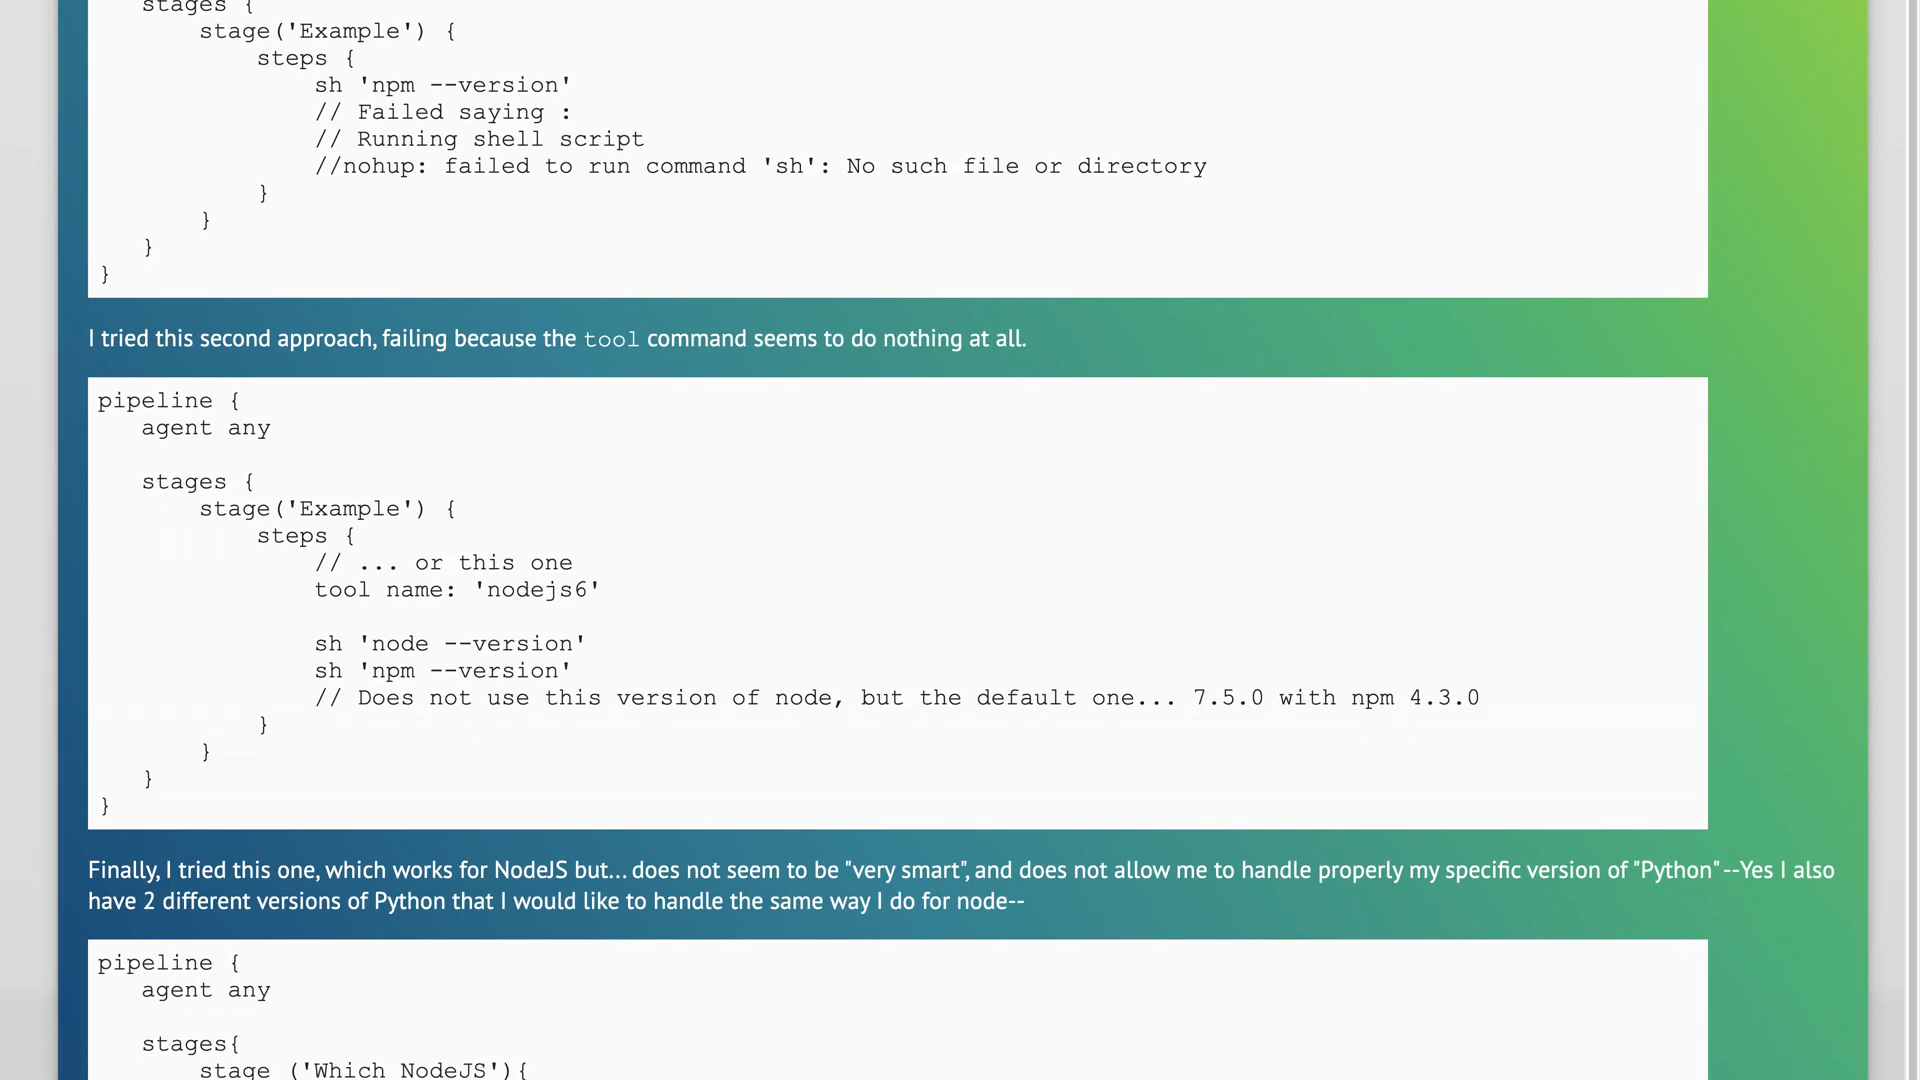 stages {
stage('Example') {
steps {
sh 'npm --version'
// Failed saying :
// Running shell script
//nohup: failed to run command 'sh': No such file or directory
}
}
}
}
I tried this second approach, failing because the tool command seems to do nothing at all.
pipeline {
agent any
stages {
stage('Example') {
steps {
// ... or this one
tool name: 'nodejs6'
sh 'node --version'
sh 'npm --version'
// Does not use this version of node, but the default one... 7.5.0 with npm 4.3.0
}
}
}
}
Finally, I tried this one, which works for NodeJS but... does not seem to be "very smart", and does not allow me to handle properly my specific version of "Python" --Yes I also
have 2 different versions of Python that I would like to handle the same way I do for node--
pipeline {
agent any
stages{
stage ('Which NodeJS'){